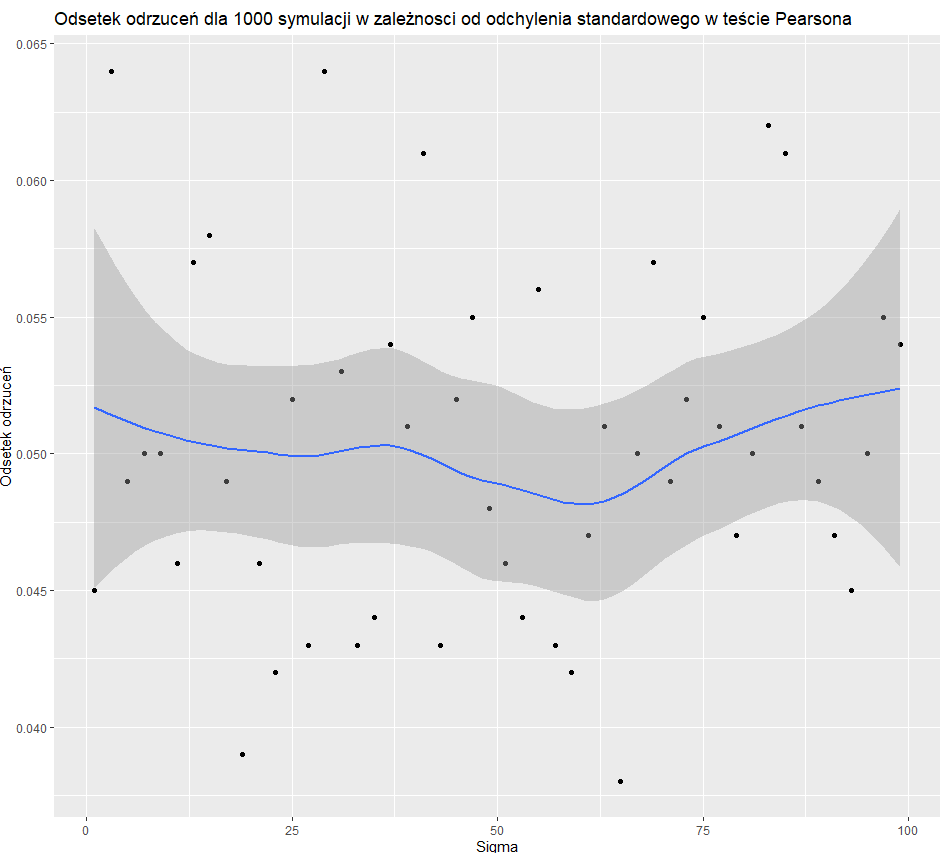 Odsetek odrzuceń dla 1000 symulacji w zależnosci od odchylenia standardowego w teście Pearsona
0.065
0.060
0.055
0.050
0.045
0.040
Odsetek odrzuceń
0 25 50 75 100
Sigma